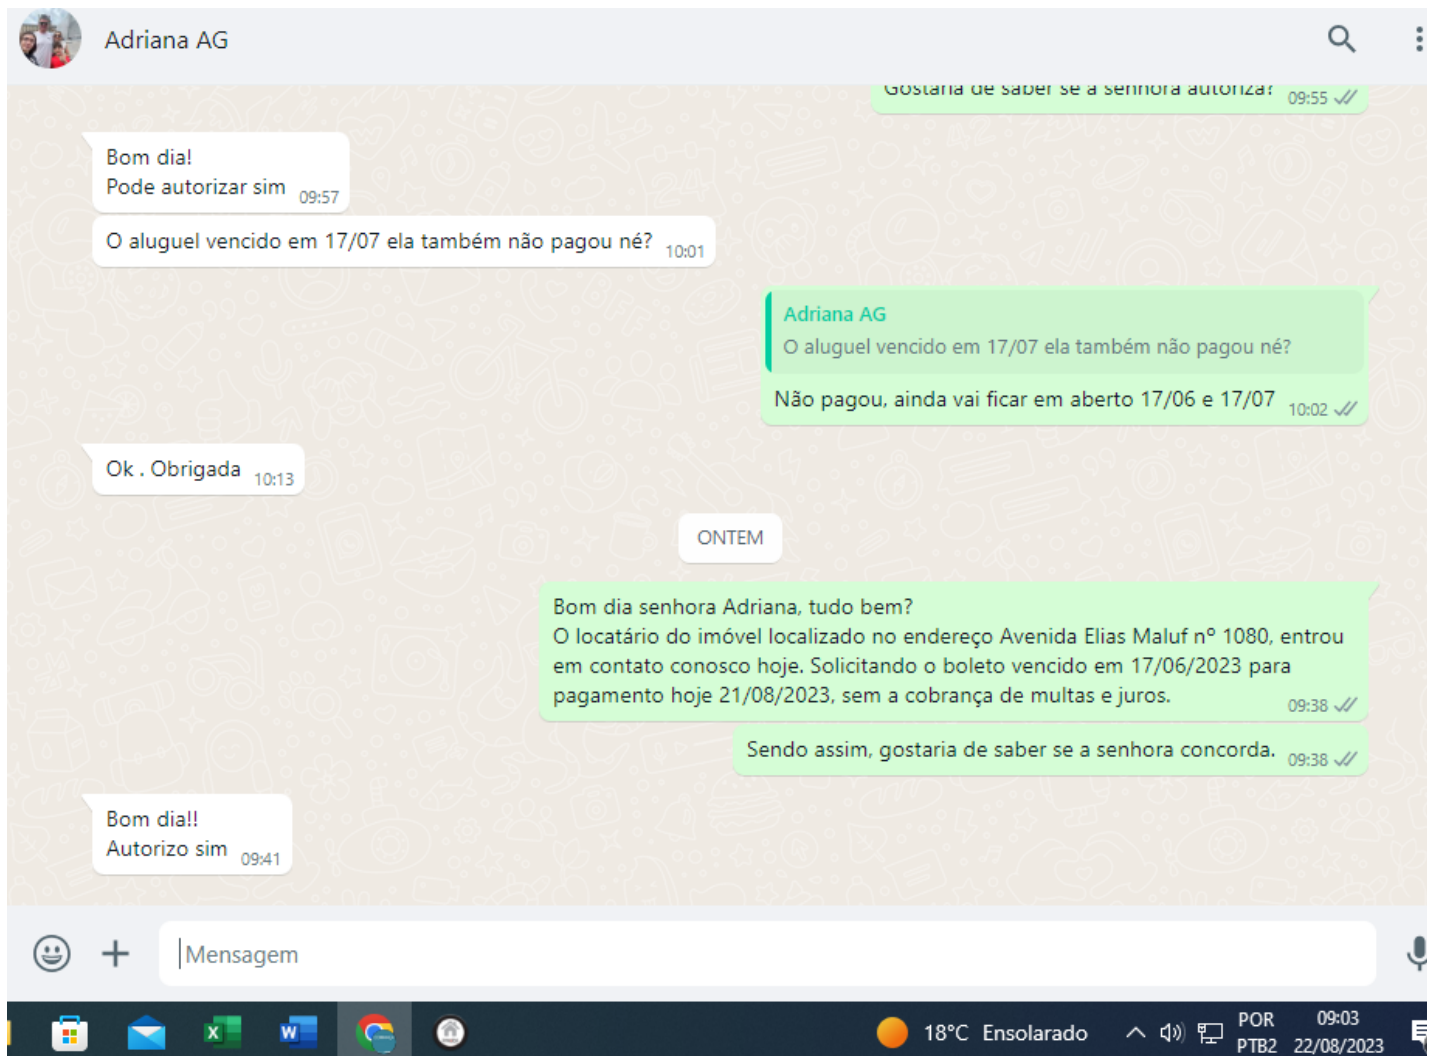 Adriana AG
Gostaria de saber se a senhora autoriza? 09:55
Bom dia!
Pode autorizar sim 09:57
O aluguel vencido em 17/07 ela também não pagou né? 10:01
Adriana AG
O aluguel vencido em 17/07 ela também não pagou né?
Não pagou, ainda vai ficar em aberto 17/06 e 17/07 10:02
Ok . Obrigada 10:13
ONTEM
Bom dia senhora Adriana, tudo bem?
O locatário do imóvel localizado no endereço Avenida Elias Maluf nº 1080, entrou
em contato conosco hoje. Solicitando o boleto vencido em 17/06/2023 para
pagamento hoje 21/08/2023, sem a cobrança de multas e juros. 09:38
Sendo assim, gostaria de saber se a senhora concorda. 09:38
Bom dia!!
Autorizo sim 09:41
Mensagem
18°C Ensolarado
POR
PTB2
09:03
22/08/2023